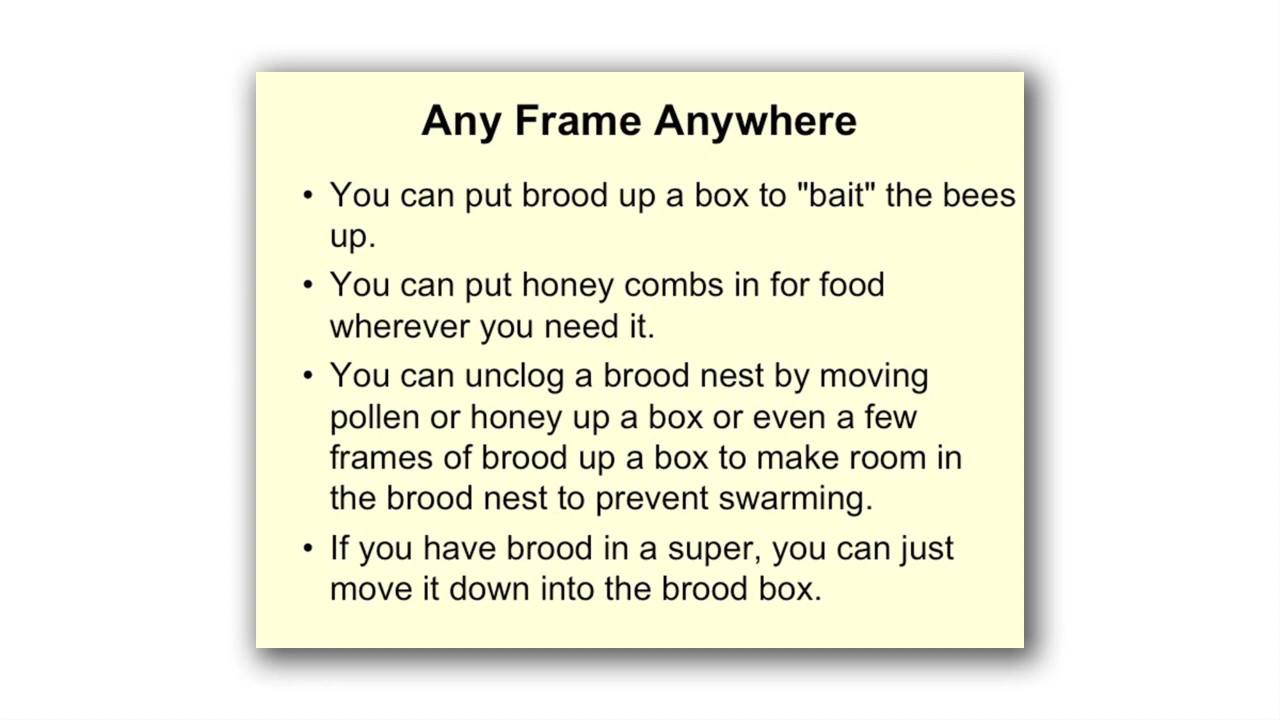 Any Frame Anywhere
• You can put brood up a box to "bait" the bees
up.
• You can put honey combs in for food
wherever you need it.
• You can unclog a brood nest by moving
pollen or honey up a box or even a few
frames of brood up a box to make room in
the brood nest to prevent swarming.
• If you have brood in a super, you can just
move it down into the brood box.